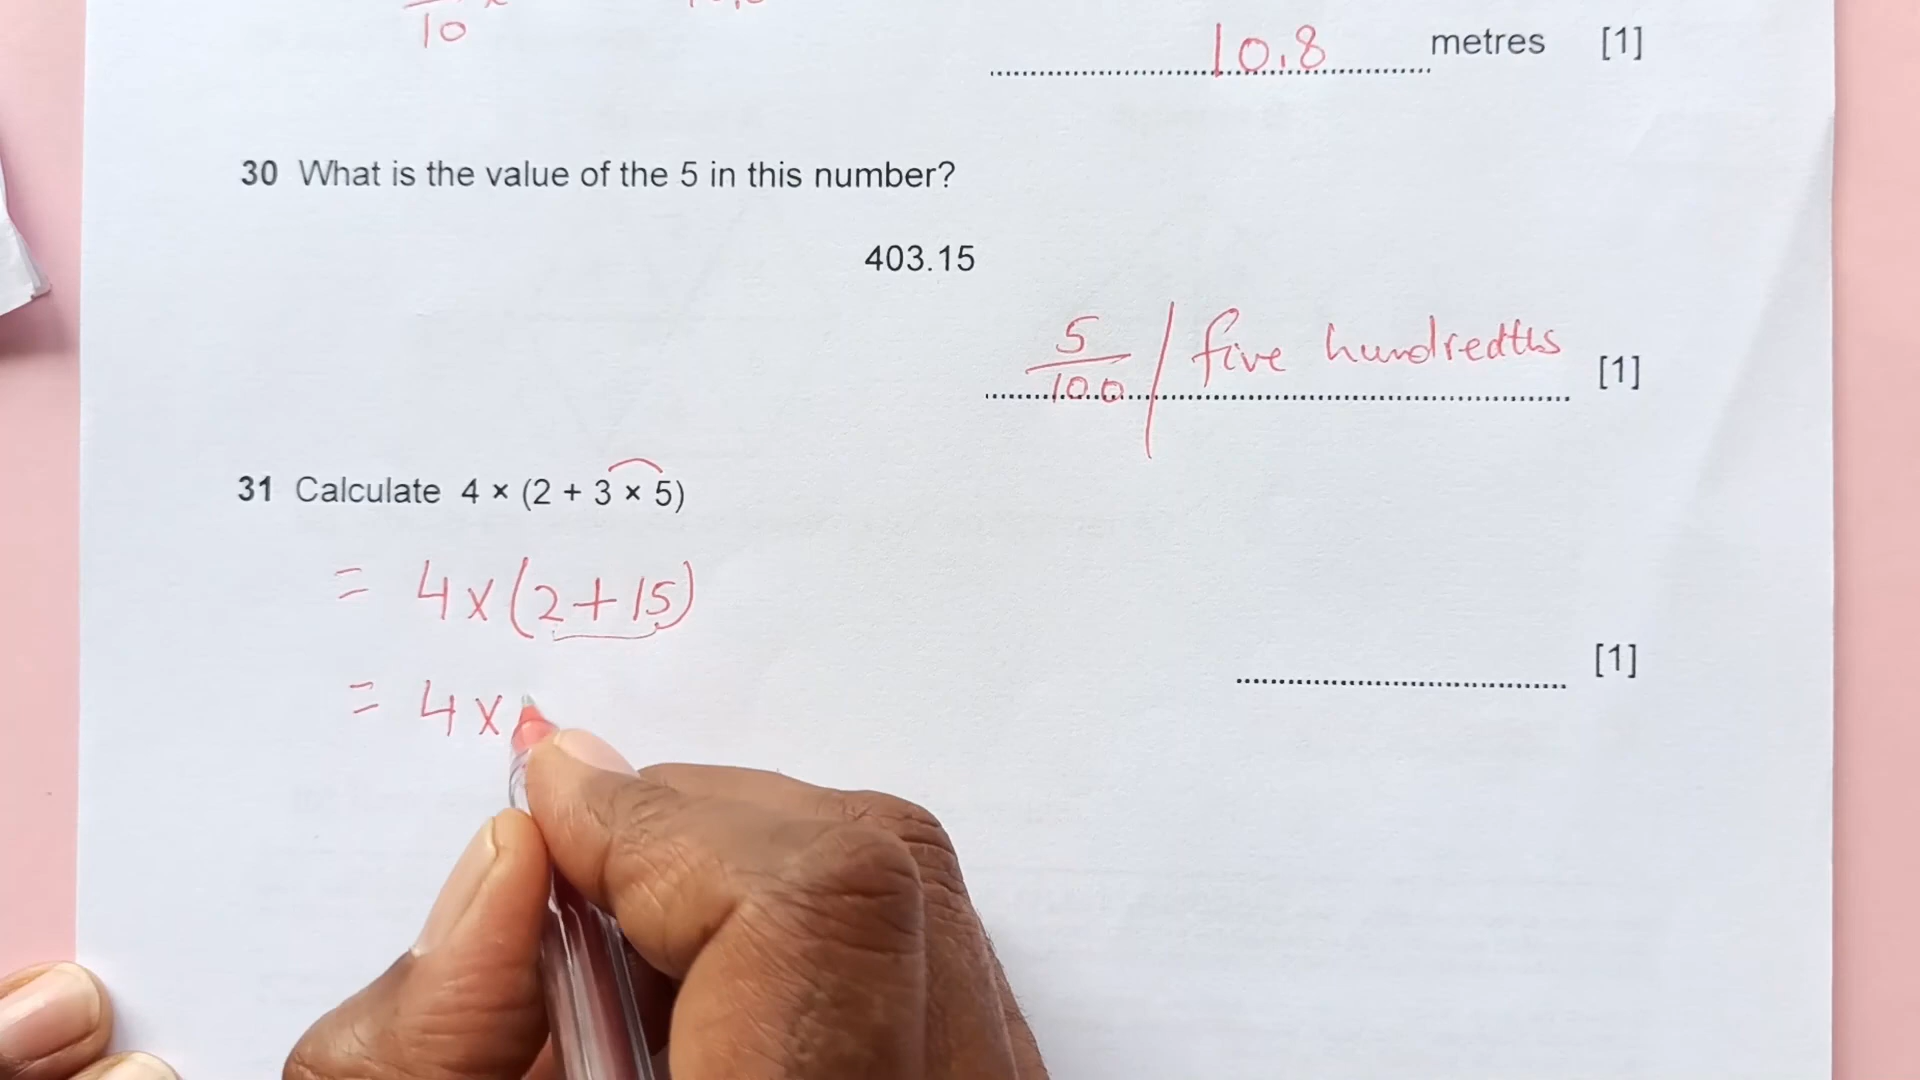 10
10.8 metres [1]
30 What is the value of the 5 in this number?
403.15
5/100 / five hundredths [1]
31 Calculate 4 × (2 + 3 × 5)
= 4 x (2 + 15)
[1]
= 4 x